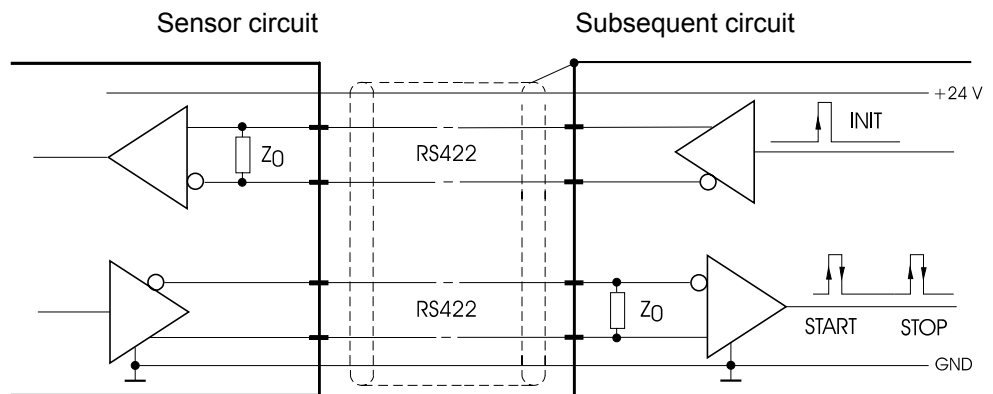 Sensor circuit
Subsequent circuit
+24 V
INIT
RS422
Z0
RS422
Z0
START
STOP
GND